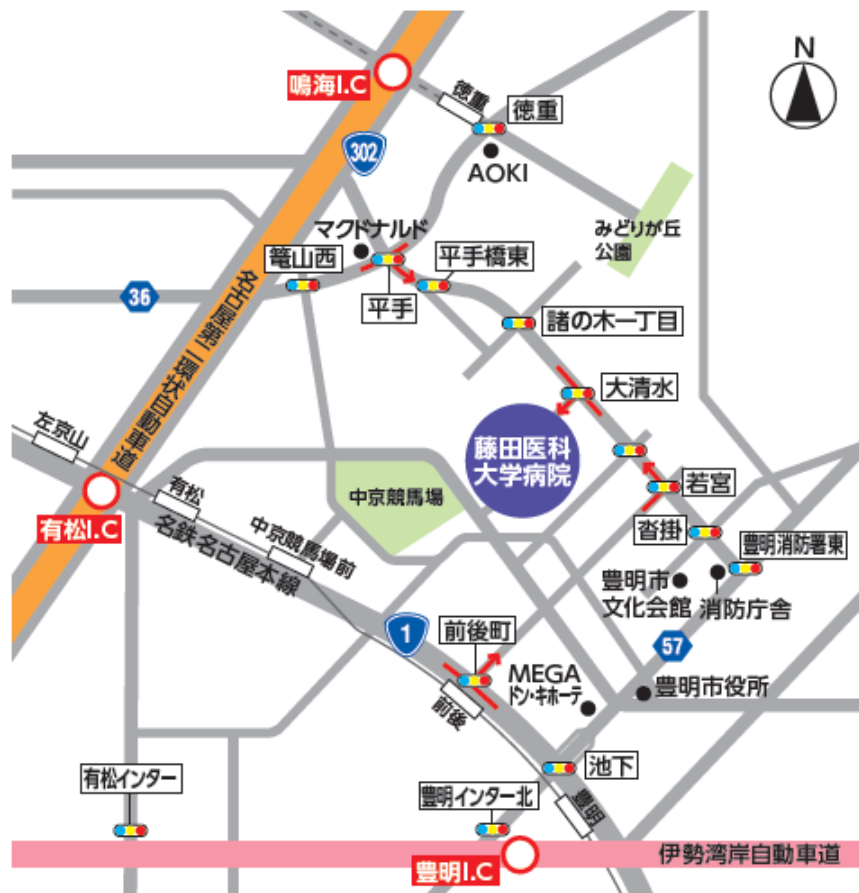 N
鳴海I.C
徳重
徳重
302
AOKI
マクドナルド
みどりが丘
公園
篭山西
平手橋東
36
平手
諸の木一丁目
名古屋第二環状自動車道
大清水
左京山
藤田医科
大学病院
有松
中京競馬場
若宮
有松I.C
中京競馬場前
沓掛
豊明消防署東
名鉄名古屋本線
豊明市
文化会館
消防庁舎
1
前後町
57
MEGA
ドン・キホーテ
豊明市役所
前後
有松インター
豊明インター北
池下
豊明
伊勢湾岸自動車道
豊明I.C